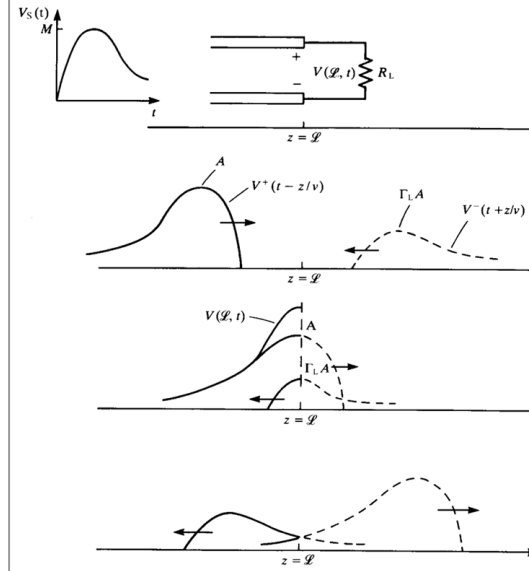 V_S(t)
M
t
+
V(ℒ, t)
R_L
−
z = ℒ
A
V⁺(t − z/v)
Γ_L A
V⁻(t + z/v)
z = ℒ
V(ℒ, t)
A
Γ_L A
z = ℒ
z = ℒ